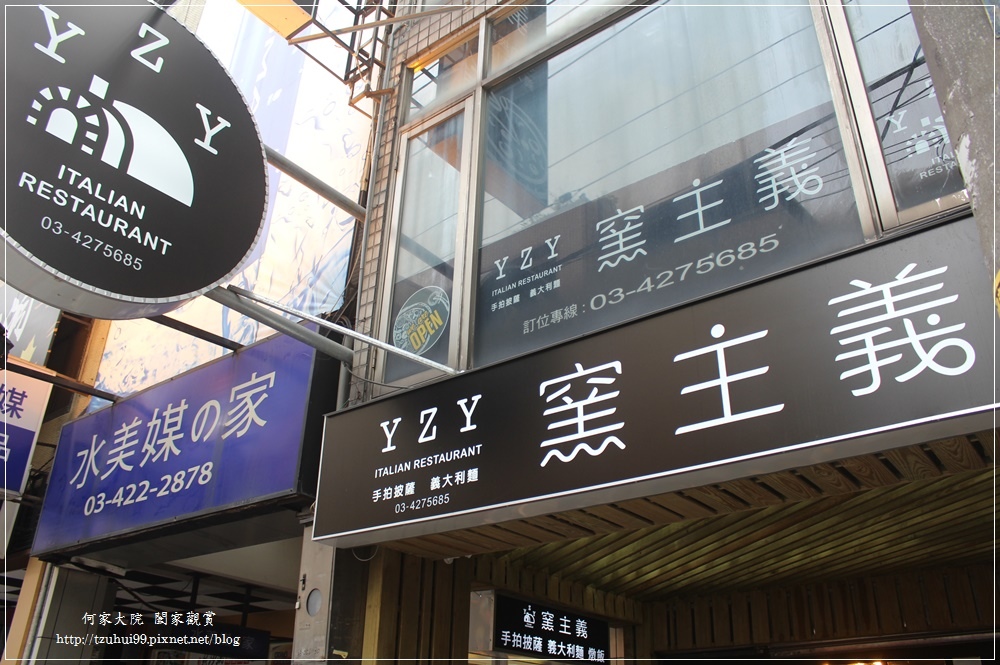 YZY
ITALIAN
RESTAURANT
03-4275685
YZY
ITALIAN RESTAURANT
手拍披薩 義大利麵
窯主義
訂位專線:03-4275685
OPEN
Y
ITALI
RESTA
水美媒の家
03-422-2878
媒
YZY
ITALIAN RESTAURANT
手拍披薩 義大利麵
03-4275685
窯主義
窯主義
手拍披薩 義大利麵 燉飯
何家大院 闔家觀賞
http://tzuhui99.pixnet.net/blog